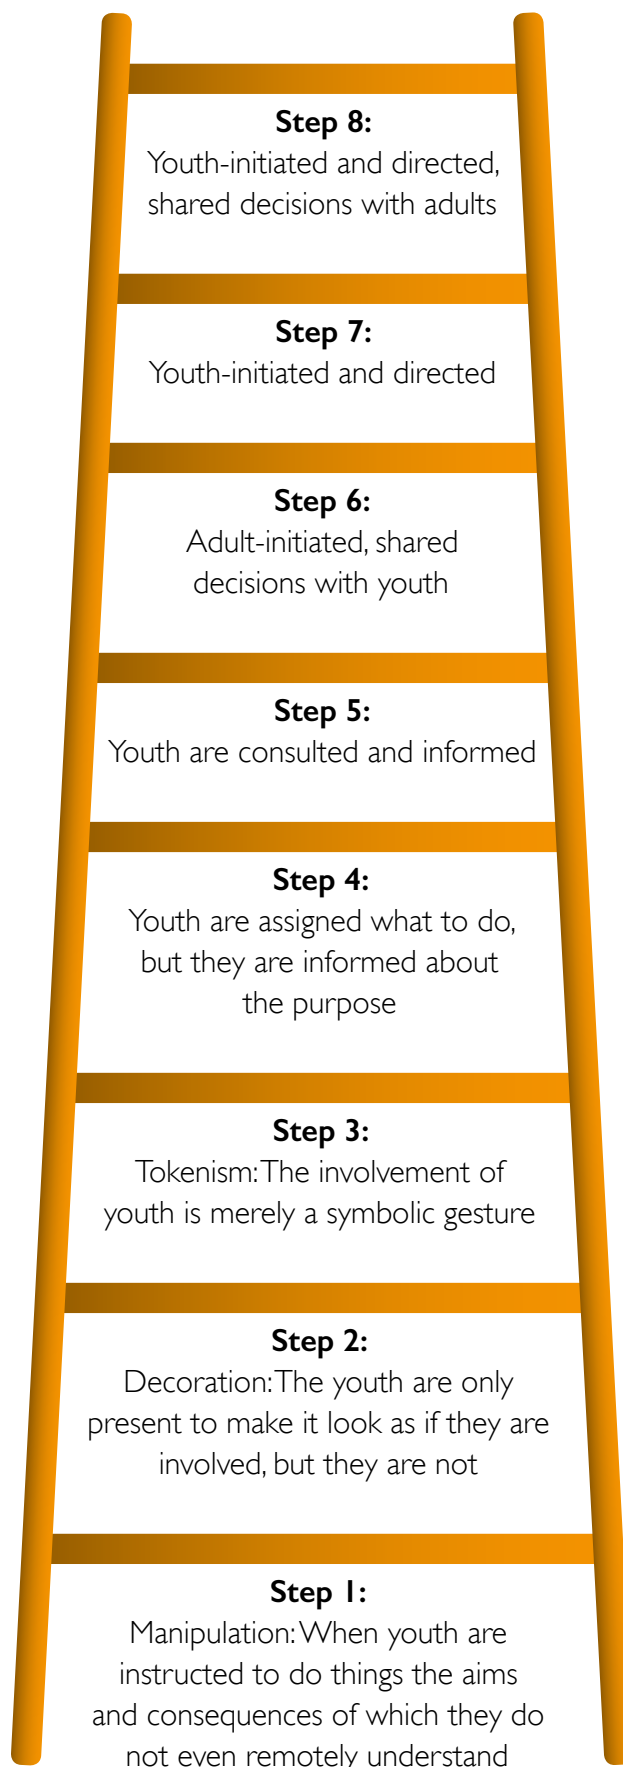 Step 8:
Youth-initiated and directed,
shared decisions with adults
Step 7:
Youth-initiated and directed
Step 6:
Adult-initiated, shared
decisions with youth
Step 5:
Youth are consulted and informed
Step 4:
Youth are assigned what to do,
but they are informed about
the purpose
Step 3:
Tokenism: The involvement of
youth is merely a symbolic gesture
Step 2:
Decoration: The youth are only
present to make it look as if they are
involved, but they are not
Step 1:
Manipulation: When youth are
instructed to do things the aims
and consequences of which they do
not even remotely understand